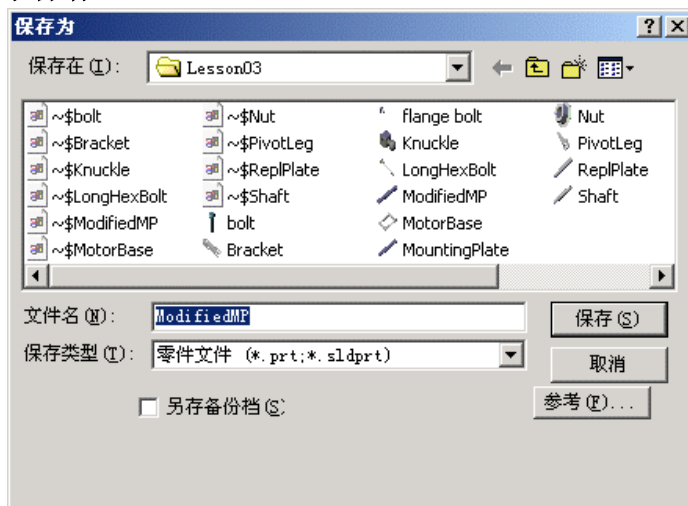 保存为
保存在(I): Lesson03
~$bolt ~$Nut flange bolt Nut
~$Bracket ~$PivotLeg Knuckle PivotLeg
~$Knuckle ~$ReplPlate LongHexBolt ReplPlate
~$LongHexBolt ~$Shaft ModifiedMP Shaft
~$ModifiedMP bolt MotorBase
~$MotorBase Bracket MountingPlate
文件名(N): ModifiedMP 保存(S)
保存类型(T): 零件文件 (*.prt;*.sldprt) 取消
另存备份档(S) 参考(F)...